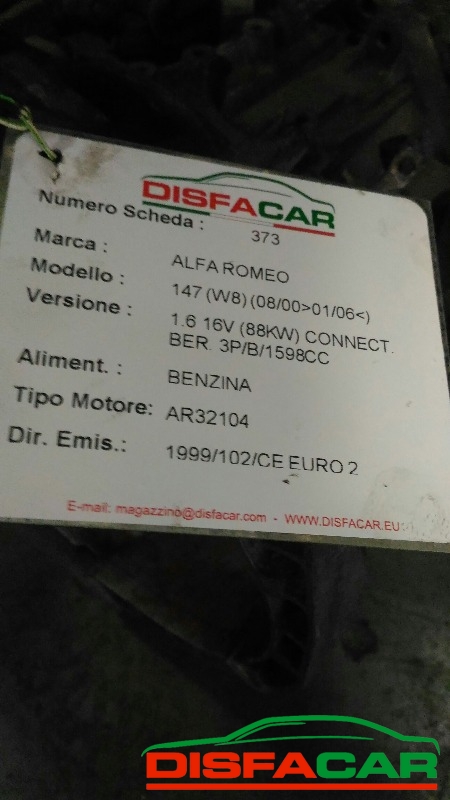 DISFACAR
Numero Scheda : 373
Marca : ALFA ROMEO
Modello : 147 (W8) (08/00>01/06<)
Versione : 1.6 16V (88KW) CONNECT.
BER. 3P/B/1598CC
Aliment. : BENZINA
Tipo Motore: AR32104
Dir. Emis.: 1999/102/CE EURO 2
E-mail: magazzino@disfacar.com - WWW.DISFACAR.EU
DISFACAR